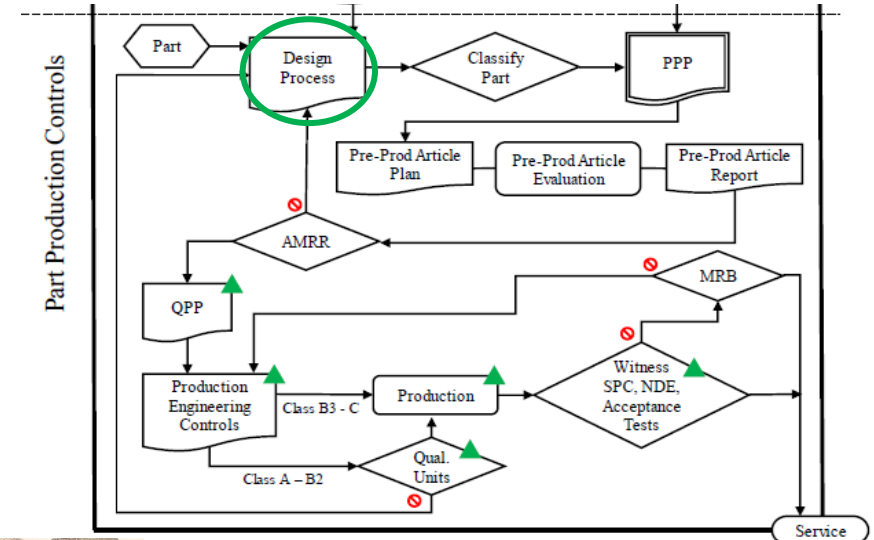 Part Production Controls
Part
Design
Process
Classify
Part
PPP
Pre-Prod Article
Plan
Pre-Prod Article
Evaluation
Pre-Prod Article
Report
AMRR
MRB
QPP
Production
Engineering
Controls
Class B3 - C
Production
Witness
SPC, NDE,
Acceptance
Tests
Class A – B2
Qual.
Units
Service